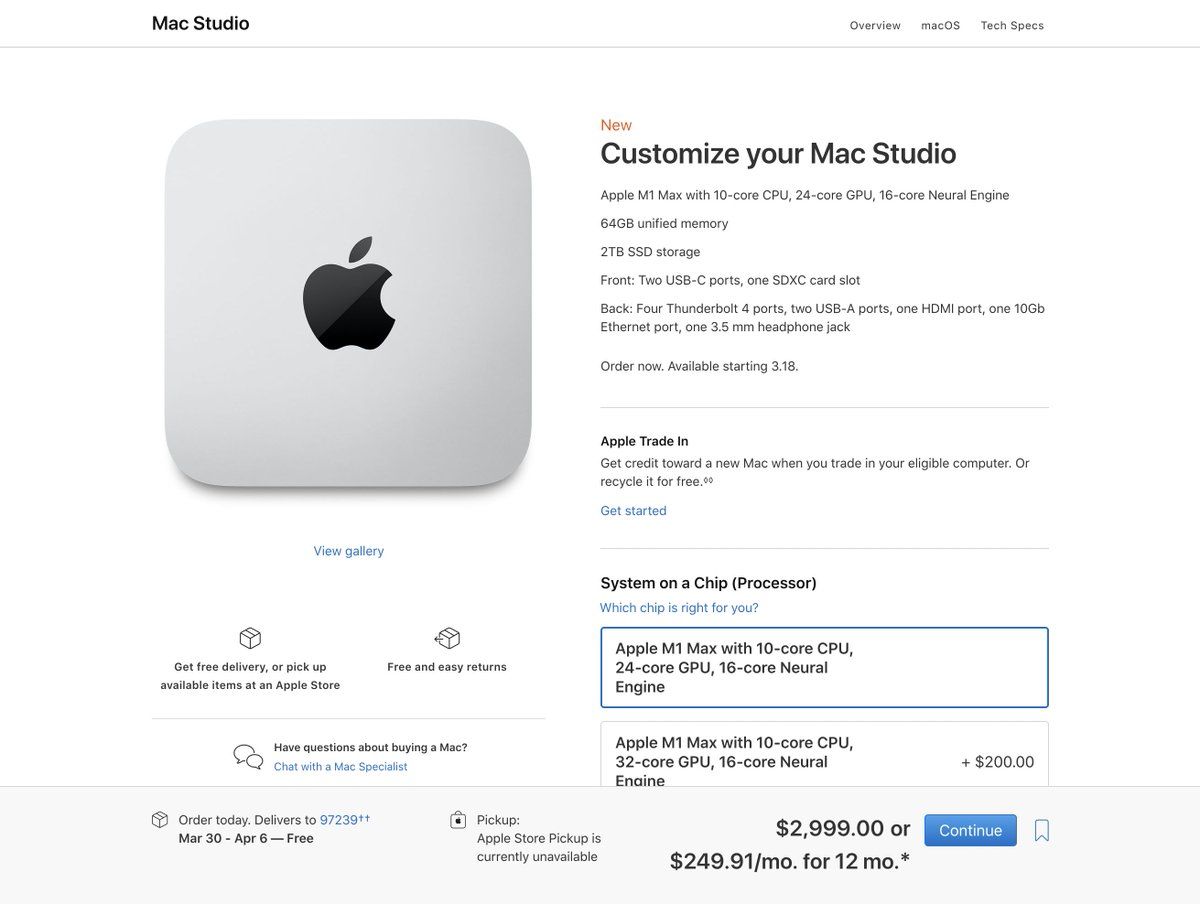 Mac Studio
Overview macOS Tech Specs
New
Customize your Mac Studio
Apple M1 Max with 10-core CPU, 24-core GPU, 16-core Neural Engine
64GB unified memory
2TB SSD storage
Front: Two USB-C ports, one SDXC card slot
Back: Four Thunderbolt 4 ports, two USB-A ports, one HDMI port, one 10Gb
Ethernet port, one 3.5 mm headphone jack
Order now. Available starting 3.18.
Apple Trade In
Get credit toward a new Mac when you trade in your eligible computer. Or
recycle it for free.◊◊
Get started
View gallery
Get free delivery, or pick up
available items at an Apple Store
Free and easy returns
Have questions about buying a Mac?
Chat with a Mac Specialist
System on a Chip (Processor)
Which chip is right for you?
Apple M1 Max with 10-core CPU,
24-core GPU, 16-core Neural
Engine
Apple M1 Max with 10-core CPU,
32-core GPU, 16-core Neural
Engine
+ $200.00
Order today. Delivers to 97239††
Mar 30 - Apr 6 — Free
Pickup:
Apple Store Pickup is
currently unavailable
$2,999.00 or
$249.91/mo. for 12 mo.*
Continue